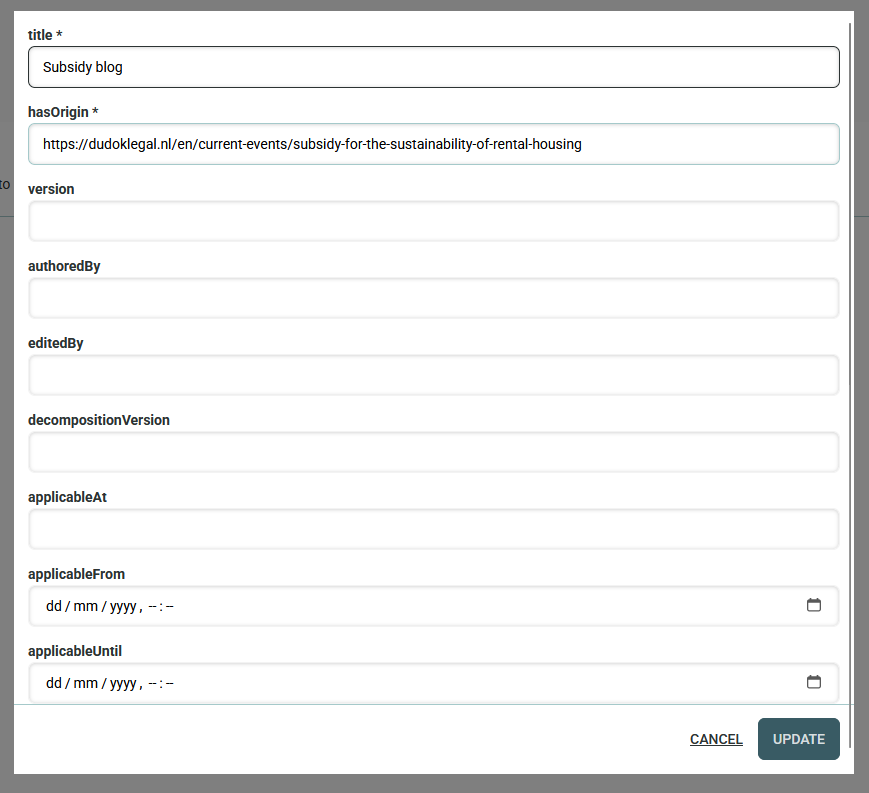 title *
Subsidy blog
hasOrigin *
https://dudoklegal.nl/en/current-events/subsidy-for-the-sustainability-of-rental-housing
to
version
authoredBy
editedBy
decompositionVersion
applicableAt
applicableFrom
dd / mm / yyyy , -- : --
applicableUntil
dd / mm / yyyy , -- : --
CANCEL UPDATE